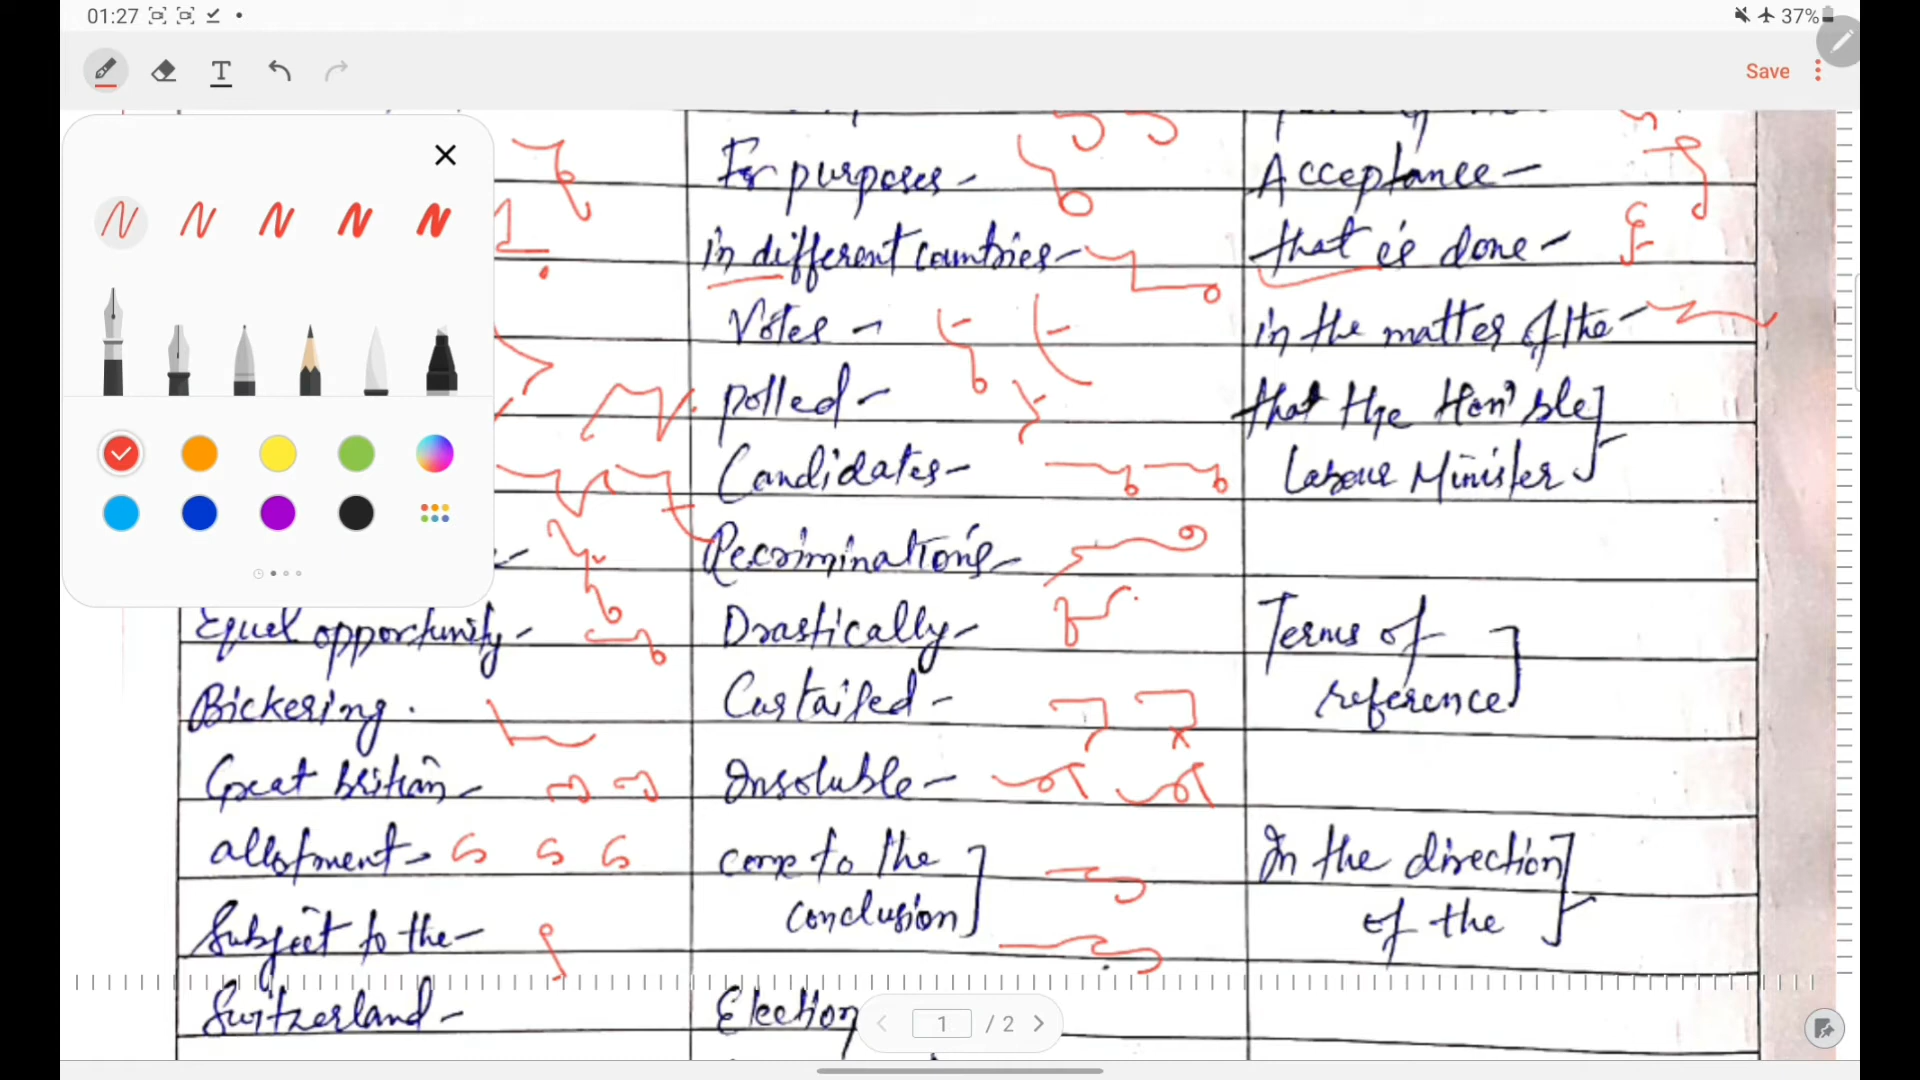 01:27
37%
Save
For purposes -
Acceptance -
in different countries -
that is done -
Votes -
in the matter of the -
polled -
that the Hon'ble
Candidates -
Labour Minister
Recriminations -
Equal opportunity -
Drastically -
Terms of
Bickering .
Curtailed -
reference
Great britian -
Insoluble -
allotment -
come to the
In the direction
conclusion
of the
Subject to the -
Switzerland -
Election
1 / 2